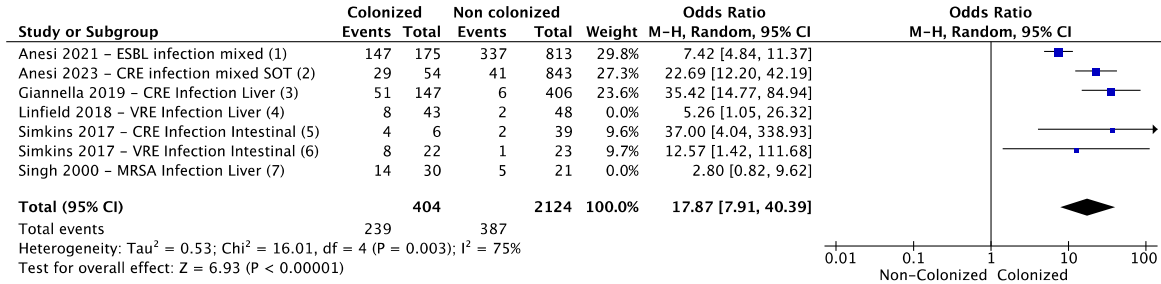 Colonized Non colonized Odds Ratio Odds Ratio
Study or Subgroup Events Total Events Total Weight M-H, Random, 95% CI M-H, Random, 95% CI
Anesi 2021 – ESBL infection mixed (1) 147 175 337 813 29.8% 7.42 [4.84, 11.37]
Anesi 2023 – CRE infection mixed SOT (2) 29 54 41 843 27.3% 22.69 [12.20, 42.19]
Giannella 2019 – CRE Infection Liver (3) 51 147 6 406 23.6% 35.42 [14.77, 84.94]
Linfield 2018 – VRE Infection Liver (4) 8 43 2 48 0.0% 5.26 [1.05, 26.32]
Simkins 2017 – CRE Infection Intestinal (5) 4 6 2 39 9.6% 37.00 [4.04, 338.93]
Simkins 2017 – VRE Infection Intestinal (6) 8 22 1 23 9.7% 12.57 [1.42, 111.68]
Singh 2000 – MRSA Infection Liver (7) 14 30 5 21 0.0% 2.80 [0.82, 9.62]
Total (95% CI) 404 2124 100.0% 17.87 [7.91, 40.39]
Total events 239 387
Heterogeneity: Tau² = 0.53; Chi² = 16.01, df = 4 (P = 0.003); I² = 75%
Test for overall effect: Z = 6.93 (P < 0.00001)
0.01 0.1 1 10 100
Non-Colonized Colonized